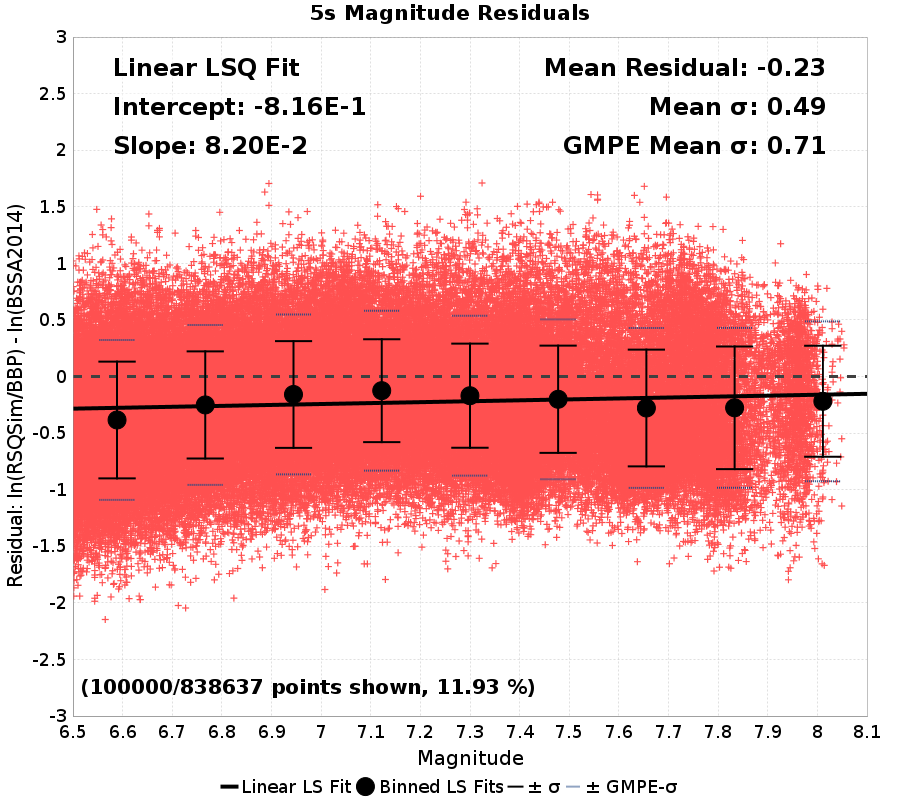 5s Magnitude Residuals
Linear LSQ Fit
Intercept: -8.16E-1
Slope: 8.20E-2
Mean Residual: -0.23
Mean σ: 0.49
GMPE Mean σ: 0.71
3
2.5
2
1.5
1
0.5
0
-0.5
-1
-1.5
-2
-2.5
-3
Residual: ln(RSQSim/BBP) - ln(BSSA2014)
(100000/838637 points shown, 11.93 %)
6.5 6.6 6.7 6.8 6.9 7 7.1 7.2 7.3 7.4 7.5 7.6 7.7 7.8 7.9 8 8.1
Magnitude
Linear LS Fit Binned LS Fits ± σ ± GMPE-σ